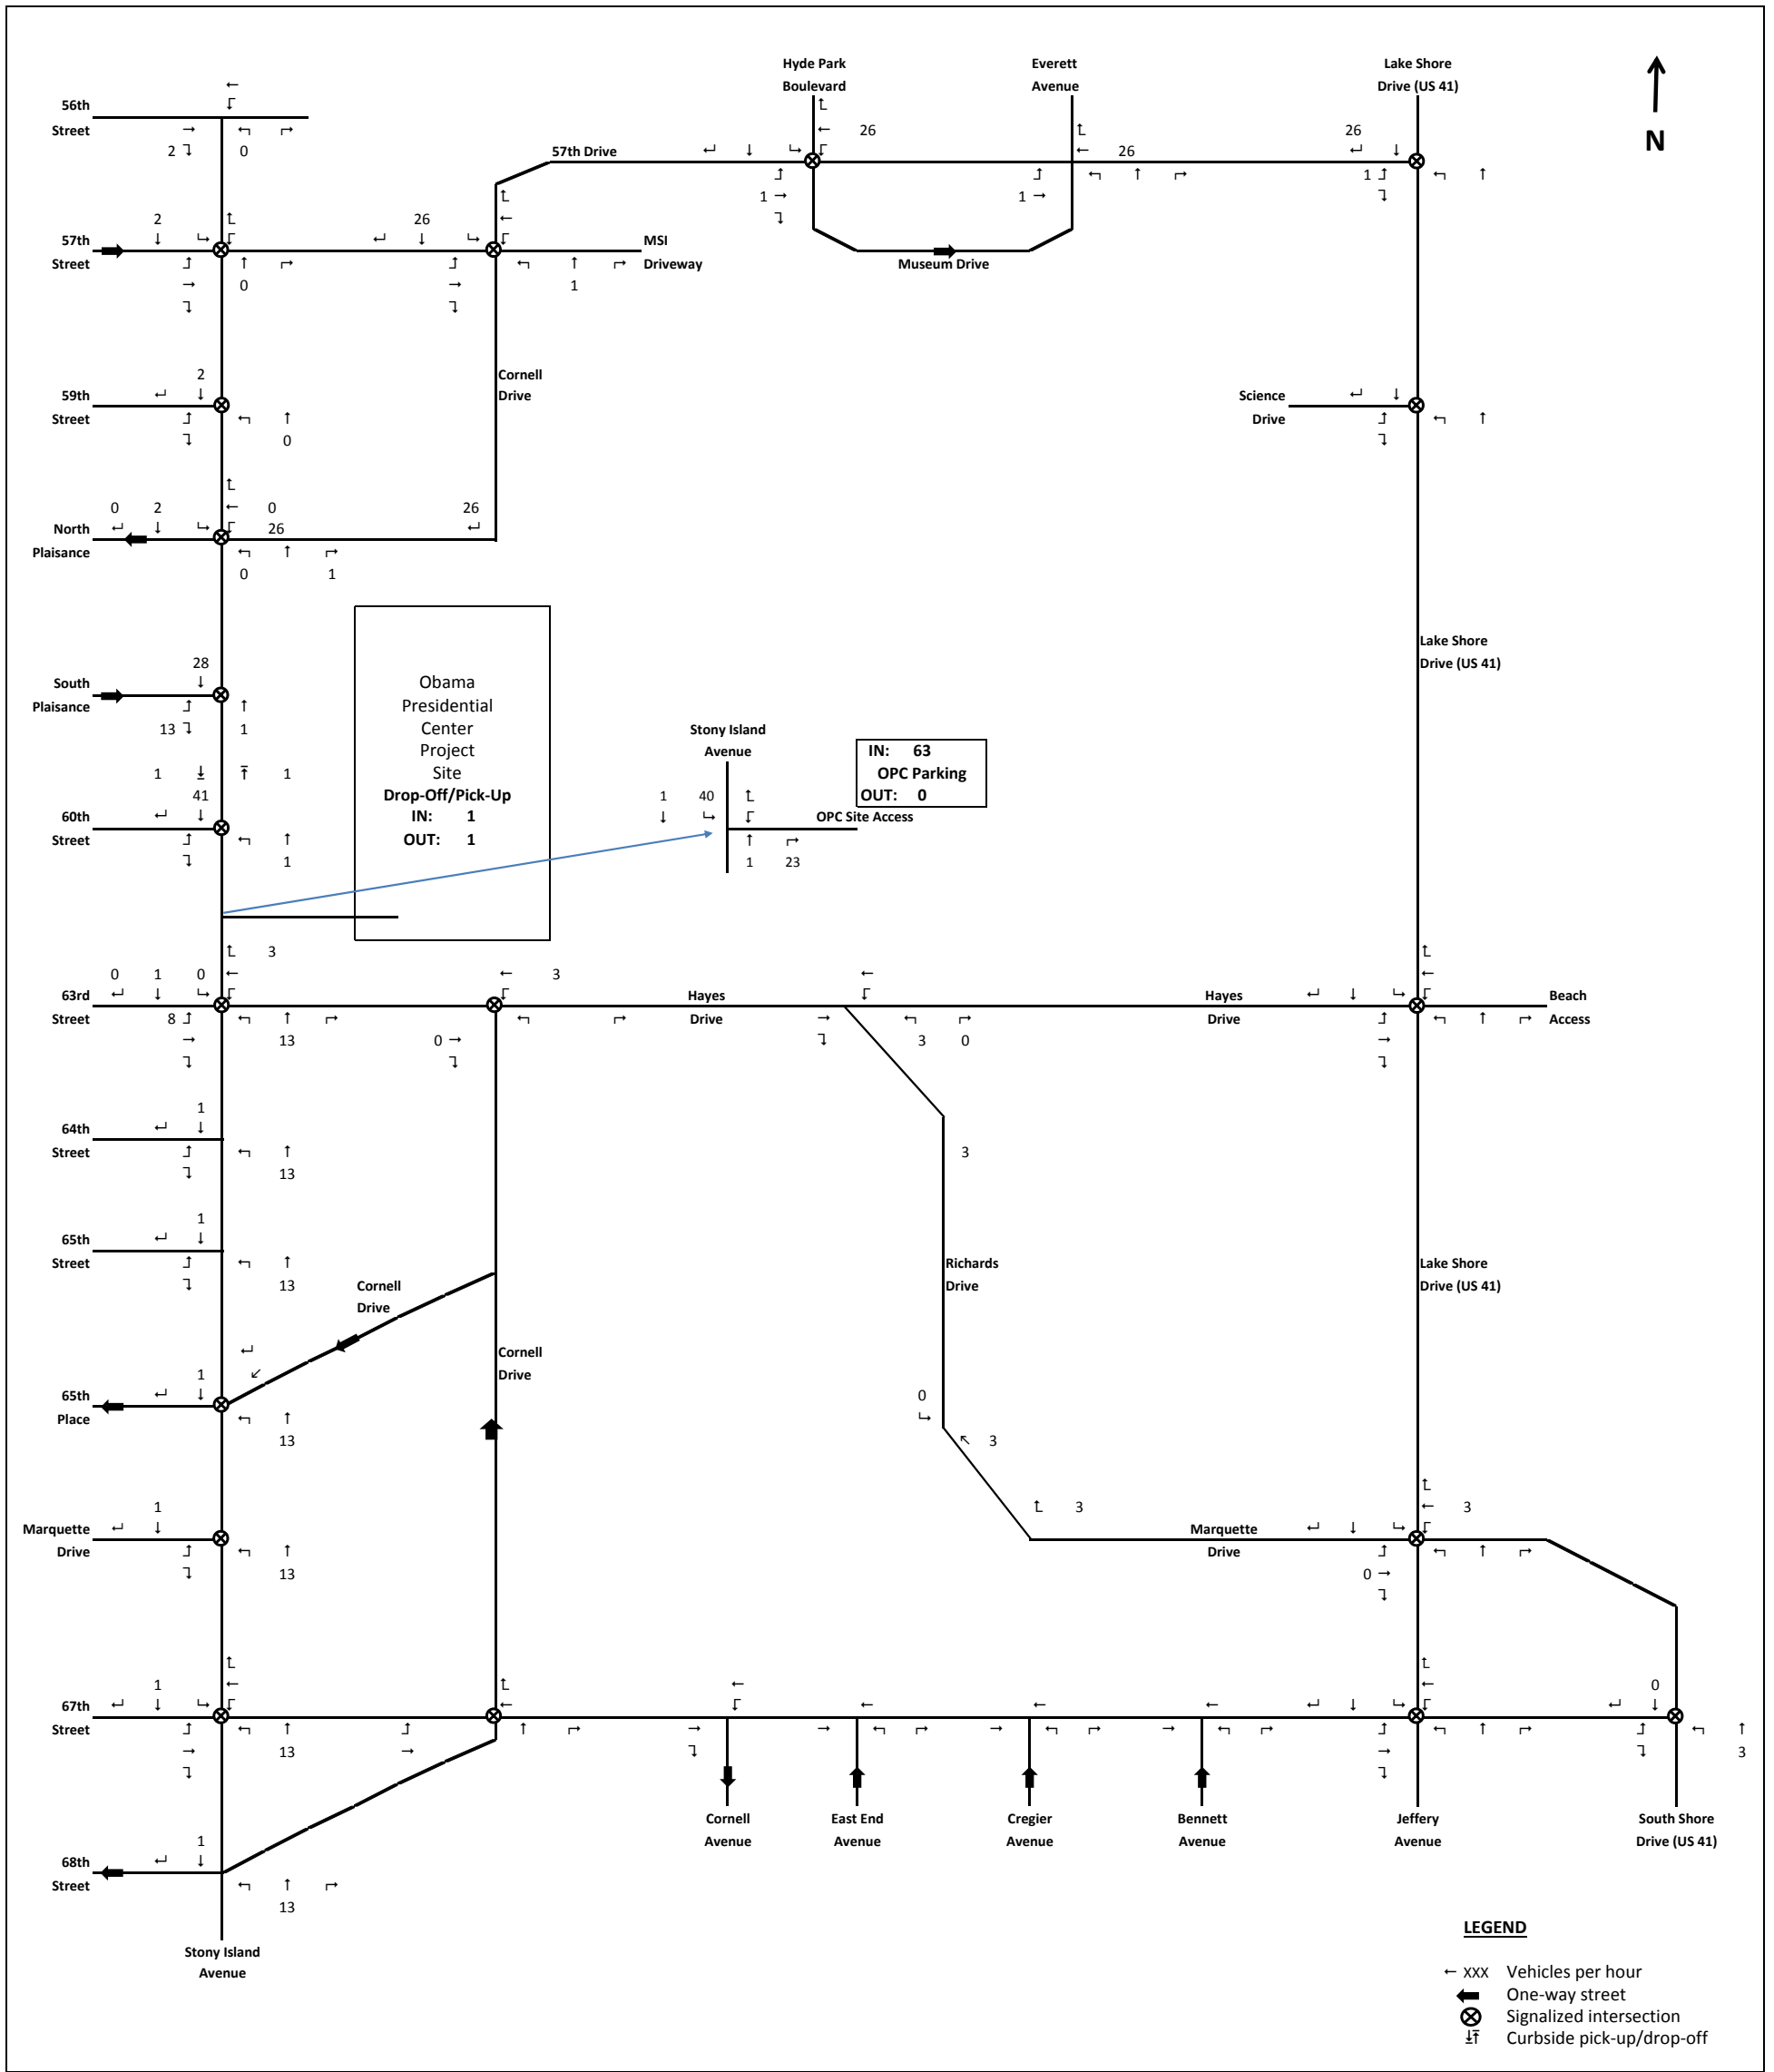 Hyde Park
Boulevard
Everett
Avenue
Lake Shore
Drive (US 41)
N
56th
Street
2
0
57th Drive
26
26
26
1
1
1
57th
Street
2
0
26
1
MSI
Driveway
Museum Drive
59th
Street
2
0
Cornell
Drive
Science
Drive
North
Plaisance
0 2
0
26
26
0 1
South
Plaisance
28
13
1
Obama
Presidential
Center
Project
Site
Drop-Off/Pick-Up
IN: 1
OUT: 1
Lake Shore
Drive (US 41)
Stony Island
Avenue
IN: 63
OPC Parking
OUT: 0
1 40
OPC Site Access
1 23
1 1
60th
Street
41
1
63rd
Street
0 1 0
3
8
13
3
0
Hayes
Drive
3 0
Hayes
Drive
Beach
Access
64th
Street
1
13
3
65th
Street
1
13
Cornell
Drive
Richards
Drive
Lake Shore
Drive (US 41)
65th
Place
1
13
Cornell
Drive
0
3
Marquette
Drive
1
13
3
Marquette
Drive
3
0
67th
Street
1
13
0
3
Cornell
Avenue
East End
Avenue
Cregier
Avenue
Bennett
Avenue
Jeffery
Avenue
South Shore
Drive (US 41)
68th
Street
1
13
Stony Island
Avenue
LEGEND
← XXX Vehicles per hour
One-way street
Signalized intersection
Curbside pick-up/drop-off